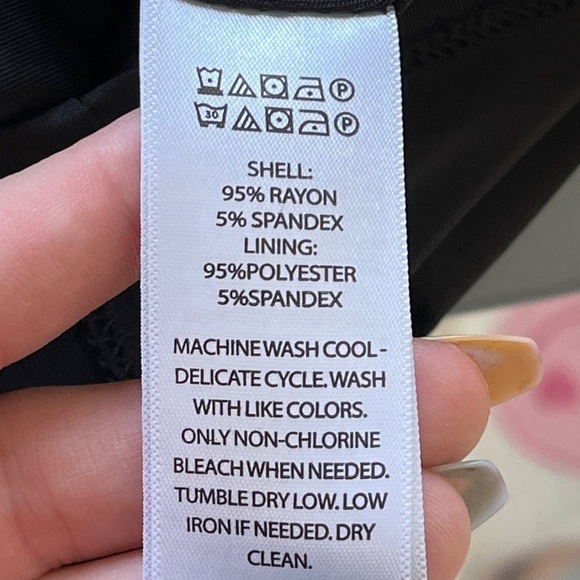 P
30 P
SHELL:
95% RAYON
5% SPANDEX
LINING:
95%POLYESTER
5%SPANDEX
MACHINE WASH COOL-
DELICATE CYCLE. WASH
WITH LIKE COLORS.
ONLY NON-CHLORINE
BLEACH WHEN NEEDED.
TUMBLE DRY LOW. LOW
IRON IF NEEDED. DRY
CLEAN.